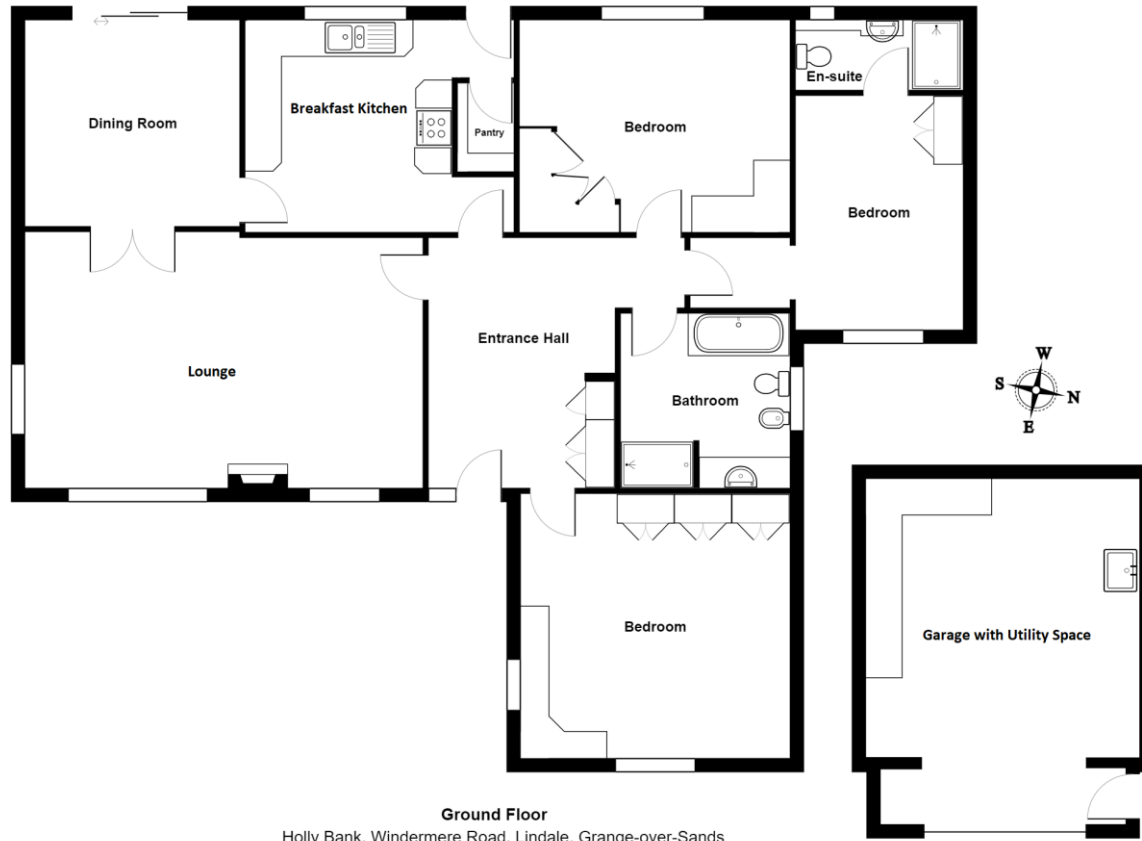 Dining Room
Breakfast Kitchen
Pantry
Bedroom
En-suite
Bedroom
Lounge
Entrance Hall
Bathroom
W
S
N
E
Bedroom
Garage with Utility Space
Ground Floor
Holly Bank, Windermere Road, Lindale, Grange-over-Sands